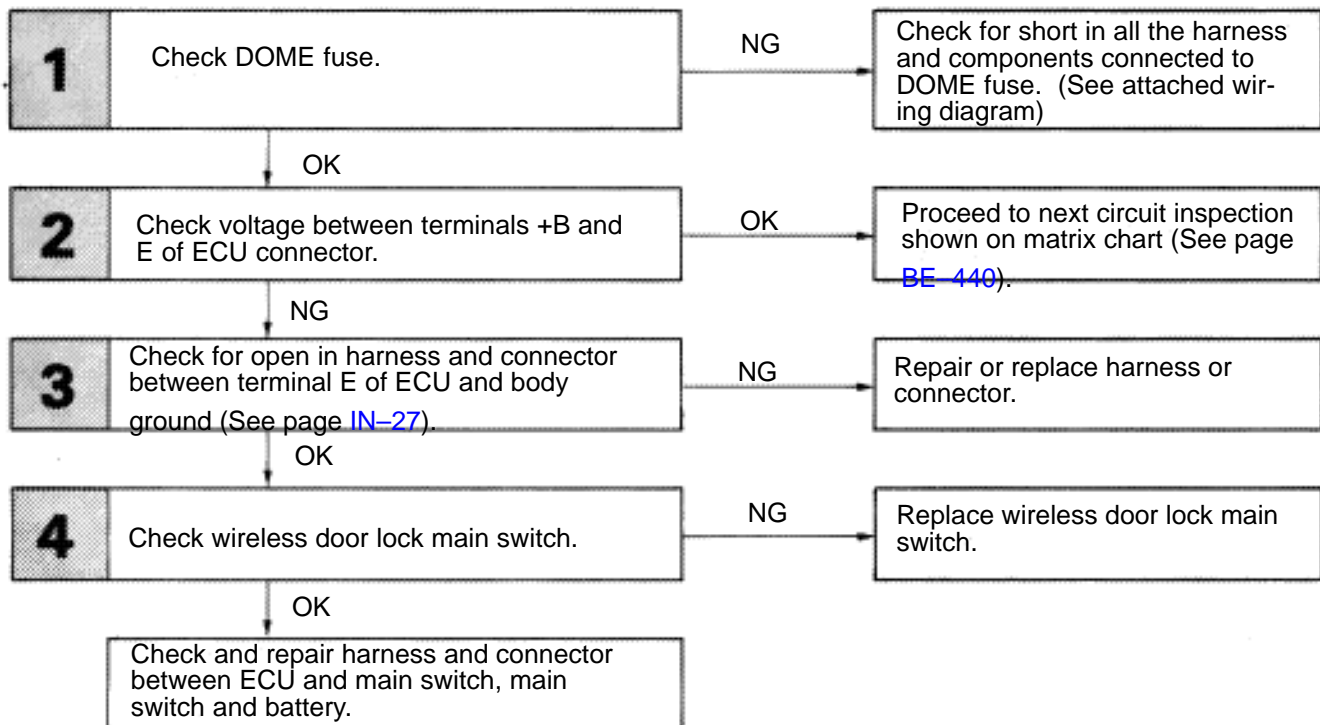 1
Check DOME fuse.
NG
Check for short in all the harness
and components connected to
DOME fuse. (See attached wir-
ing diagram)
OK
2
Check voltage between terminals +B and
E of ECU connector.
OK
Proceed to next circuit inspection
shown on matrix chart (See page
BE–440).
NG
3
Check for open in harness and connector
between terminal E of ECU and body
ground (See page IN–27).
NG
Repair or replace harness or
connector.
OK
4
Check wireless door lock main switch.
NG
Replace wireless door lock main
switch.
OK
Check and repair harness and connector
between ECU and main switch, main
switch and battery.